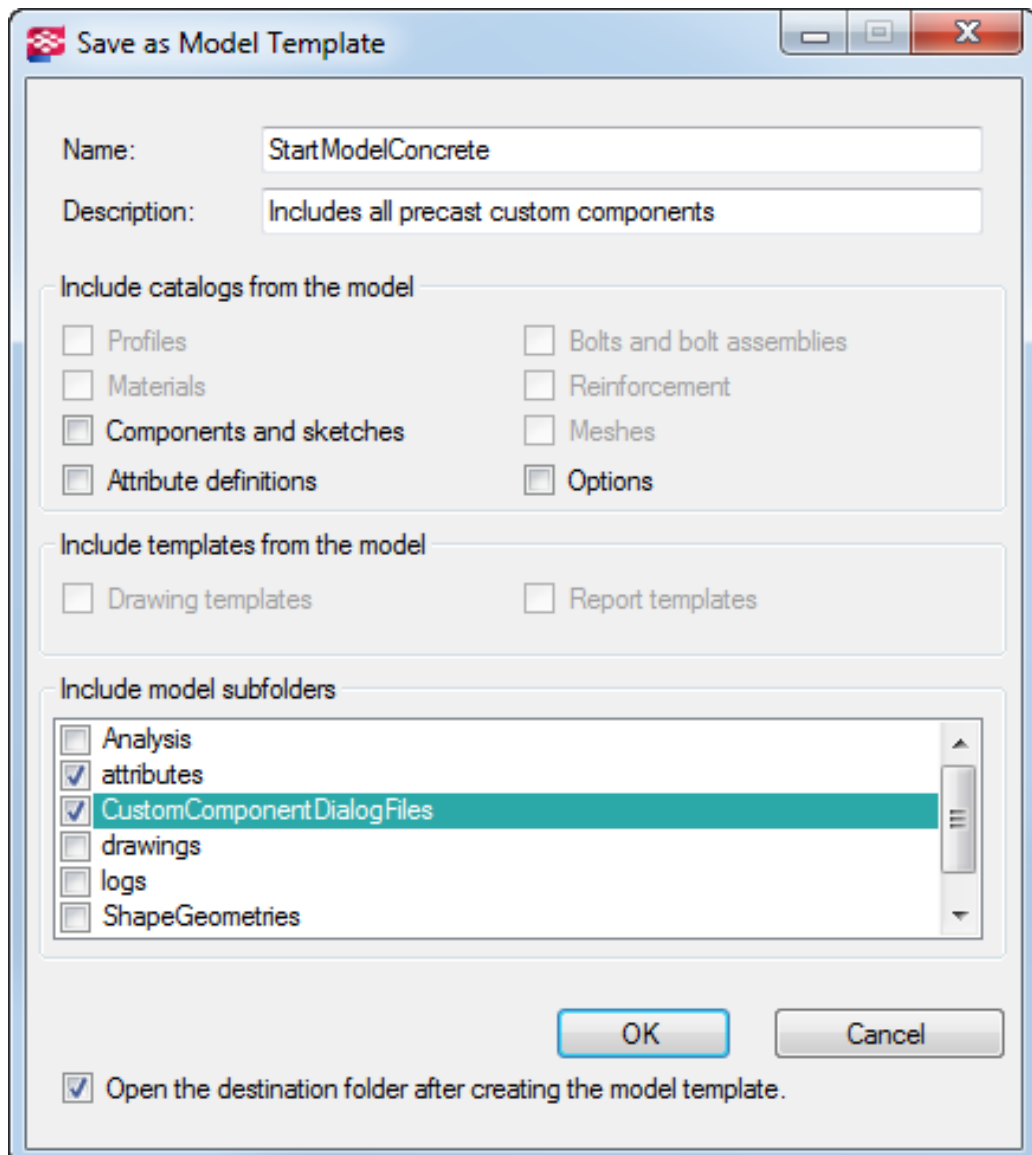 Save as Model Template
Name: StartModelConcrete
Description: Includes all precast custom components
Include catalogs from the model
Profiles Bolts and bolt assemblies
Materials Reinforcement
Components and sketches Meshes
Attribute definitions Options
Include templates from the model
Drawing templates Report templates
Include model subfolders
Analysis
attributes
CustomComponentDialogFiles
drawings
logs
ShapeGeometries
OK Cancel
Open the destination folder after creating the model template.